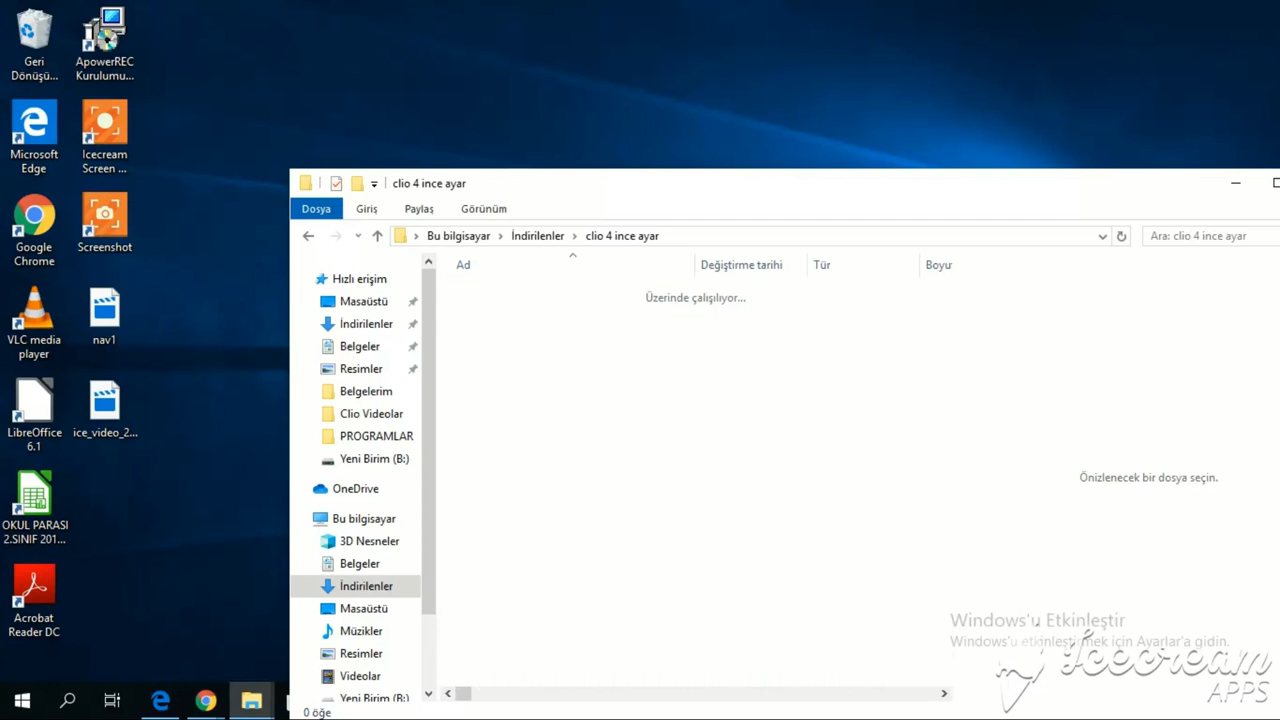 Geri
Dönüşü...
ApowerREC
Kurulumu...
Microsoft
Edge
Icecream
Screen ...
Google
Chrome
Screenshot
VLC media
player
nav1
LibreOffice
6.1
ice_video_2...
OKUL PARASI
2.SINIF 201...
Acrobat
Reader DC
clio 4 ince ayar
Dosya
Giriş
Paylaş
Görünüm
Bu bilgisayar
İndirilenler
clio 4 ince ayar
Ara: clio 4 ince ayar
Ad
Değiştirme tarihi
Tür
Boyu
Üzerinde çalışılıyor...
Hızlı erişim
Masaüstü
İndirilenler
Belgeler
Resimler
Belgelerim
Clio Videolar
PROGRAMLAR
Yeni Birim (B:)
OneDrive
Bu bilgisayar
3D Nesneler
Belgeler
İndirilenler
Masaüstü
Müzikler
Resimler
Videolar
Yeni Birim (B:)
Önizlenecek bir dosya seçin.
Windows'u Etkinleştir
Windows'u etkinleştirmek için Ayarlar'a gidin.
Icecream
APPS
0 öğe